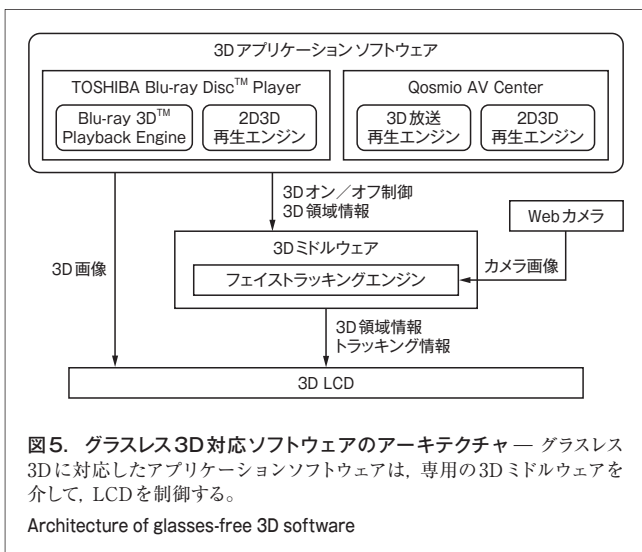 3Dアプリケーションソフトウェア
TOSHIBA Blu-ray Disc™ Player
Qosmio AV Center
Blu-ray 3D™
Playback Engine
2D3D
再生エンジン
3D放送
再生エンジン
2D3D
再生エンジン
3Dオン／オフ制御
3D領域情報
Webカメラ
3Dミドルウェア
3D画像
フェイストラッキングエンジン
カメラ画像
3D領域情報
トラッキング情報
3D LCD
図5．グラスレス3D対応ソフトウェアのアーキテクチャ — グラスレス
3Dに対応したアプリケーションソフトウェアは，専用の3Dミドルウェアを
介して，LCDを制御する。
Architecture of glasses-free 3D software